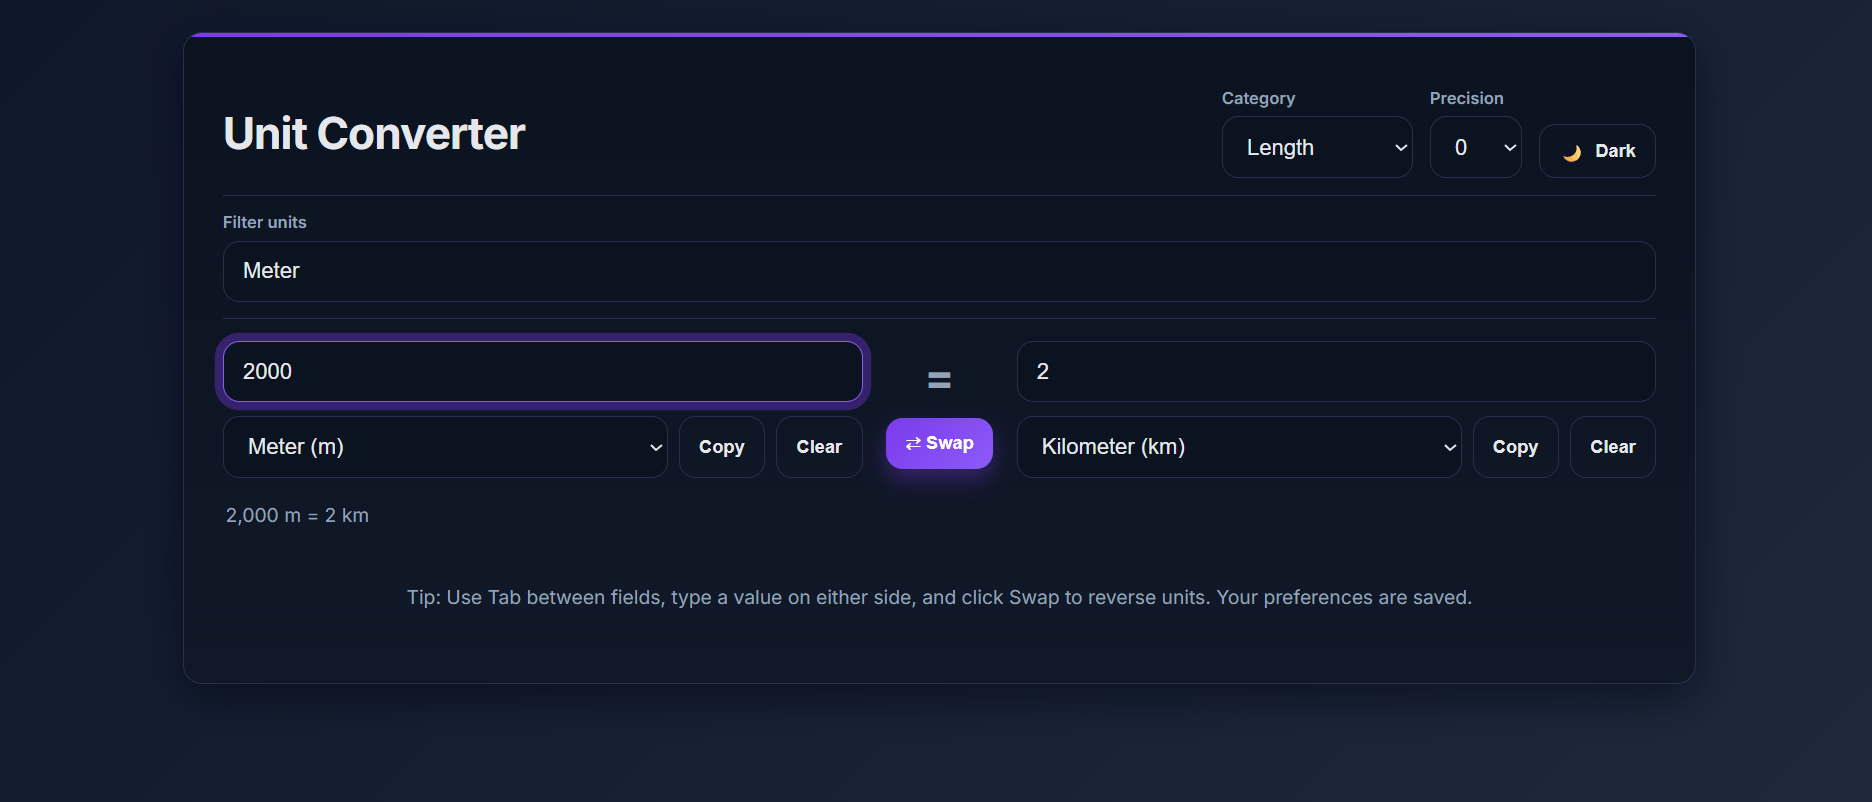 Unit Converter
Category
Length
Precision
0
🌙 Dark
Filter units
Meter
2000
=
2
Meter (m)
Copy
Clear
⇄ Swap
Kilometer (km)
Copy
Clear
2,000 m = 2 km
Tip: Use Tab between fields, type a value on either side, and click Swap to reverse units. Your preferences are saved.